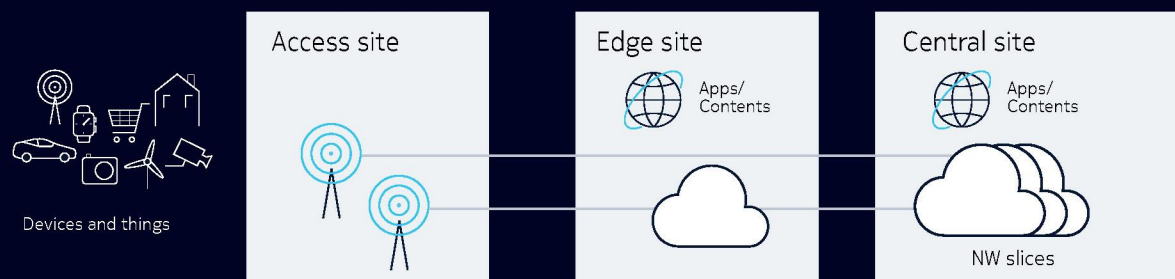 Access site
Edge site
Central site
Apps/
Contents
Apps/
Contents
Devices and things
NW slices